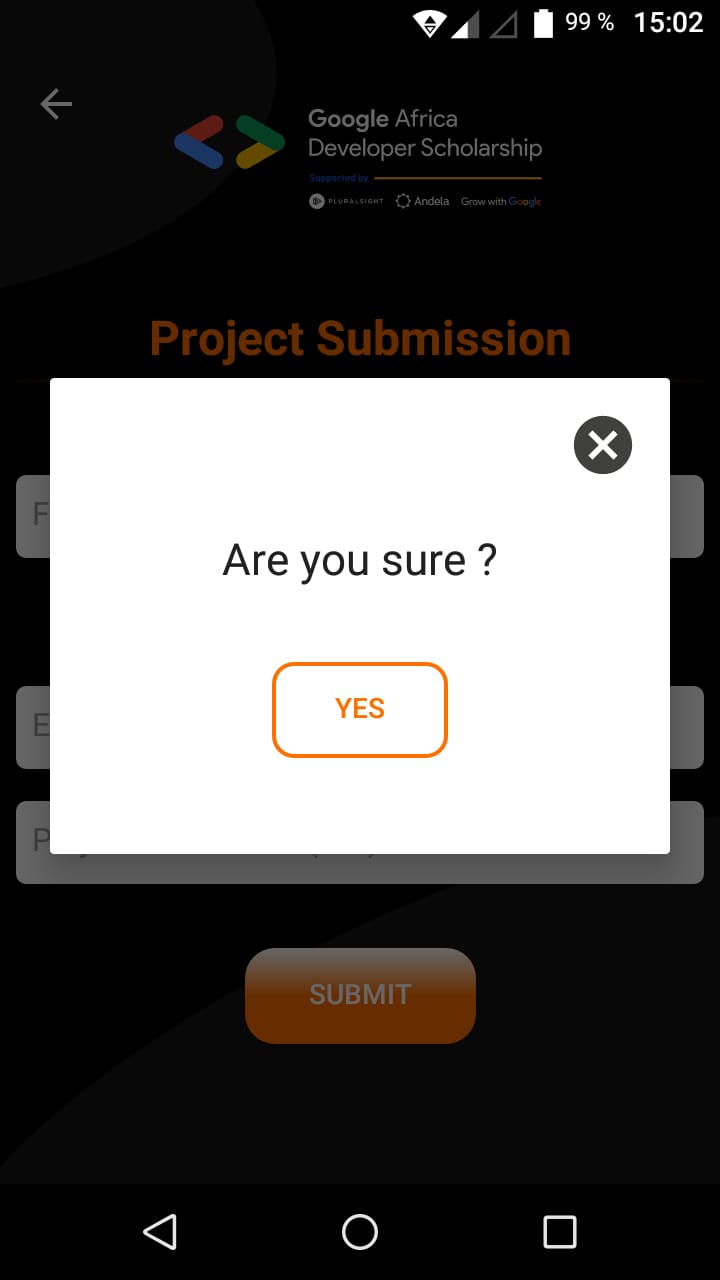 99 % 15:02
Google Africa
Developer Scholarship
Supported by
PLURALSIGHT Andela Grow with Google
Project Submission
Are you sure ?
YES
SUBMIT